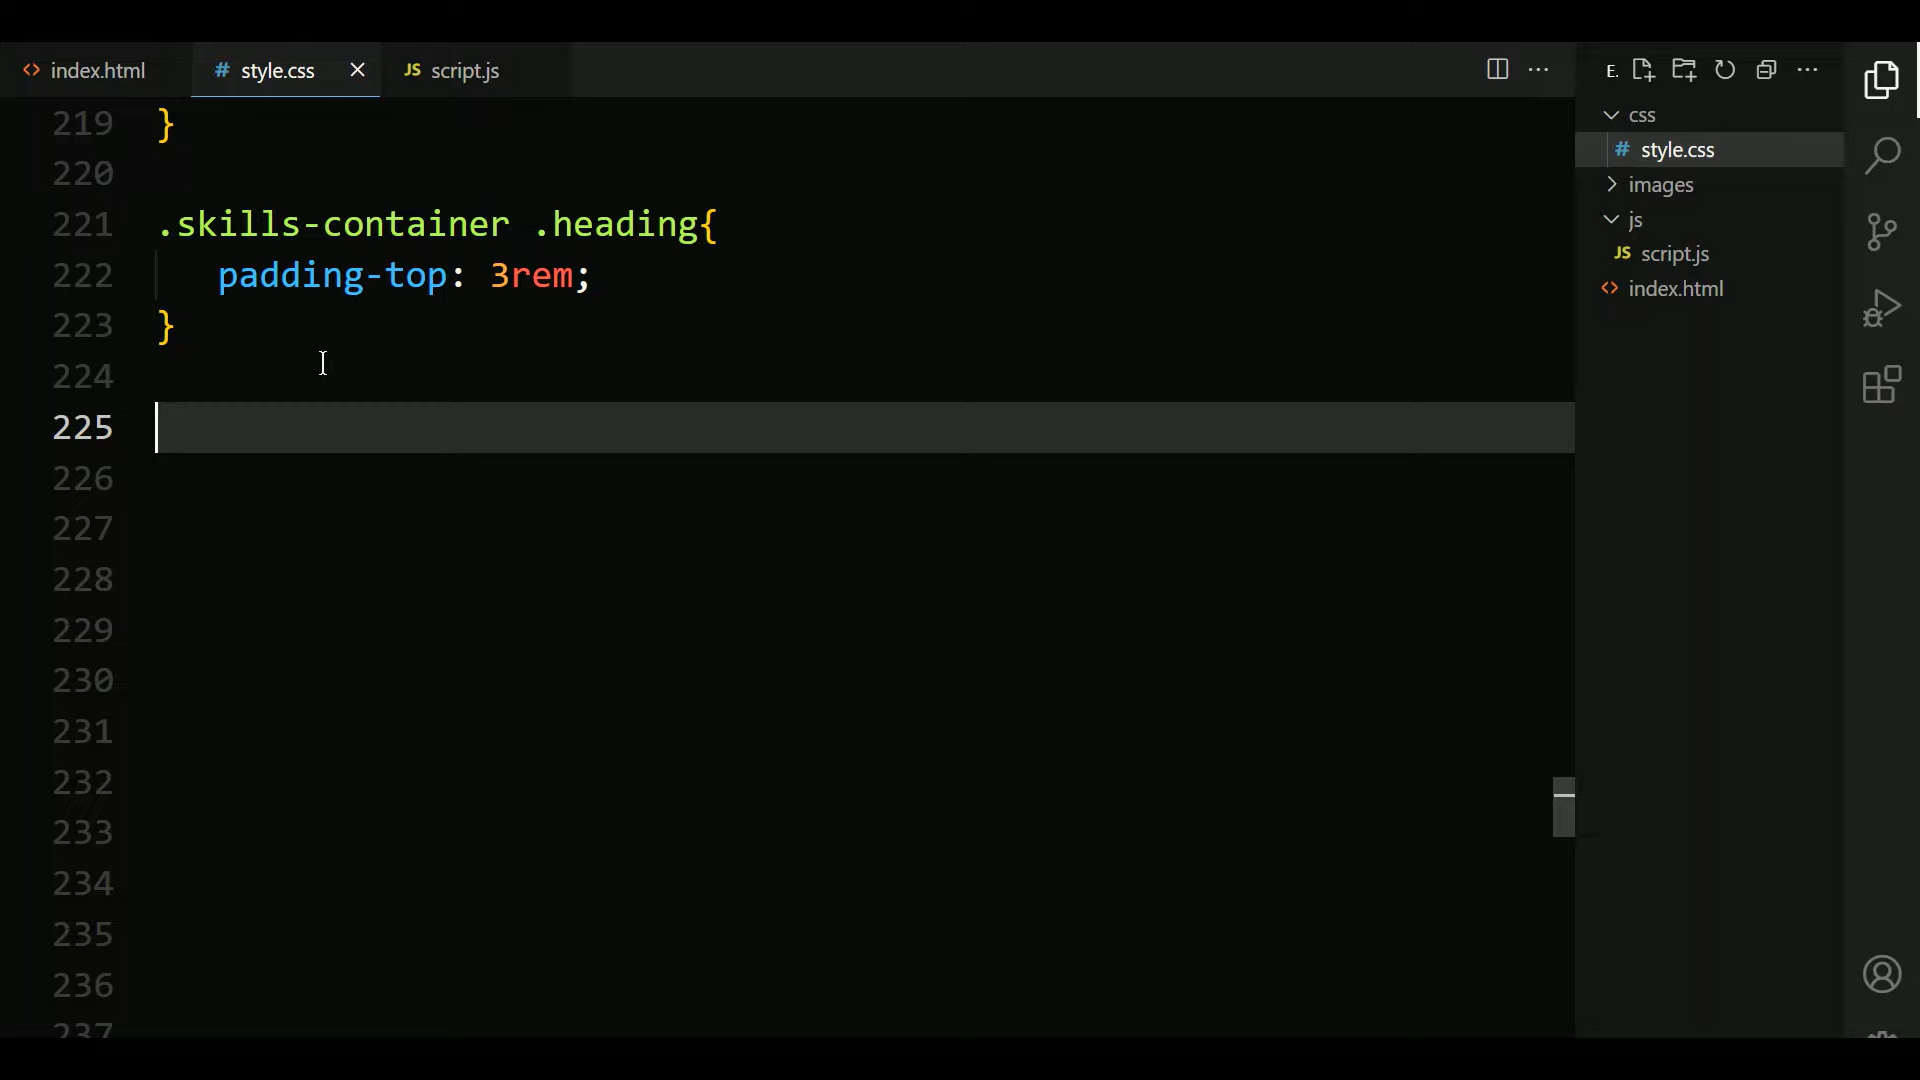 index.html
style.css
script.js
E.
219 }
220
221 .skills-container .heading{
222 padding-top: 3rem;
223 }
224
225
226
227
228
229
230
231
232
233
234
235
236
237
css
style.css
images
js
JS script.js
index.html